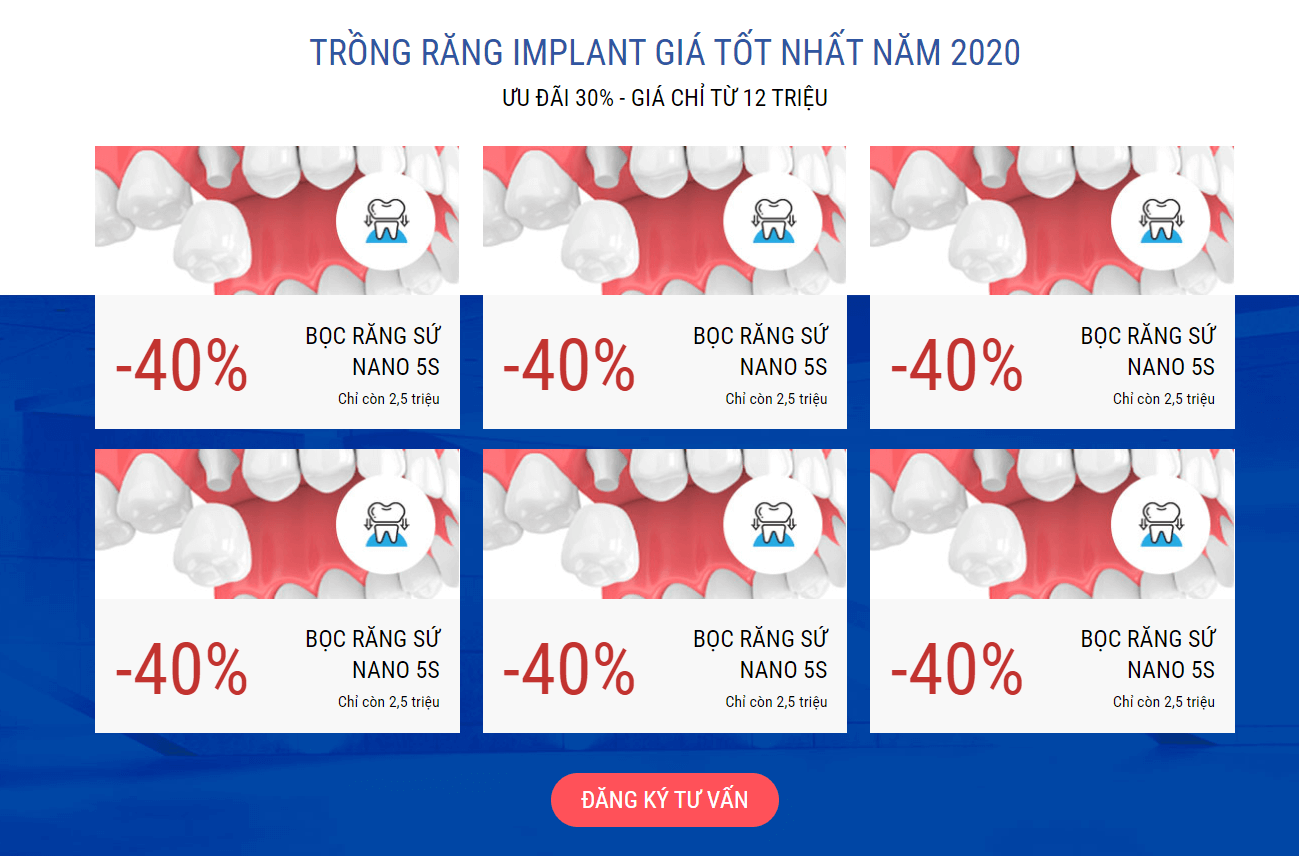 TRỒNG RĂNG IMPLANT GIÁ TỐT NHẤT NĂM 2020
ƯU ĐÃI 30% - GIÁ CHỈ TỪ 12 TRIỆU
-40%
BỌC RĂNG SỨ
NANO 5S
Chỉ còn 2,5 triệu
-40%
BỌC RĂNG SỨ
NANO 5S
Chỉ còn 2,5 triệu
-40%
BỌC RĂNG SỨ
NANO 5S
Chỉ còn 2,5 triệu
-40%
BỌC RĂNG SỨ
NANO 5S
Chỉ còn 2,5 triệu
-40%
BỌC RĂNG SỨ
NANO 5S
Chỉ còn 2,5 triệu
-40%
BỌC RĂNG SỨ
NANO 5S
Chỉ còn 2,5 triệu
ĐĂNG KÝ TƯ VẤN